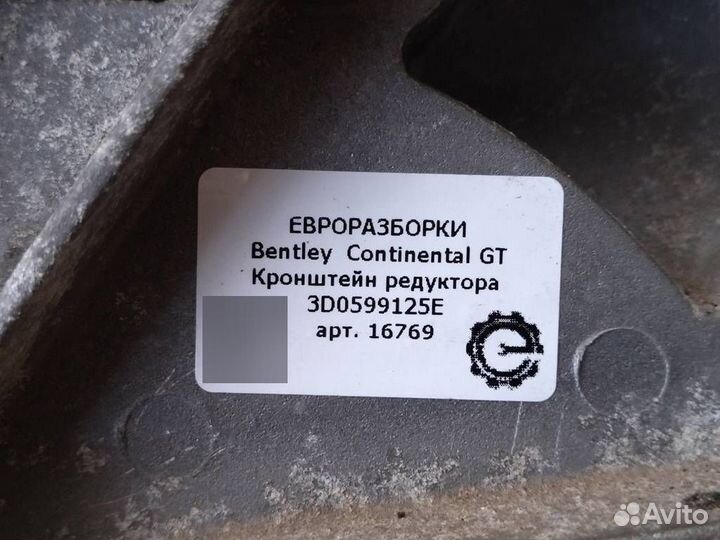 ЕВРОРАЗБОРКИ
Bentley Continental GT
Кронштейн редуктора
3D0599125E
арт. 16769
Avito